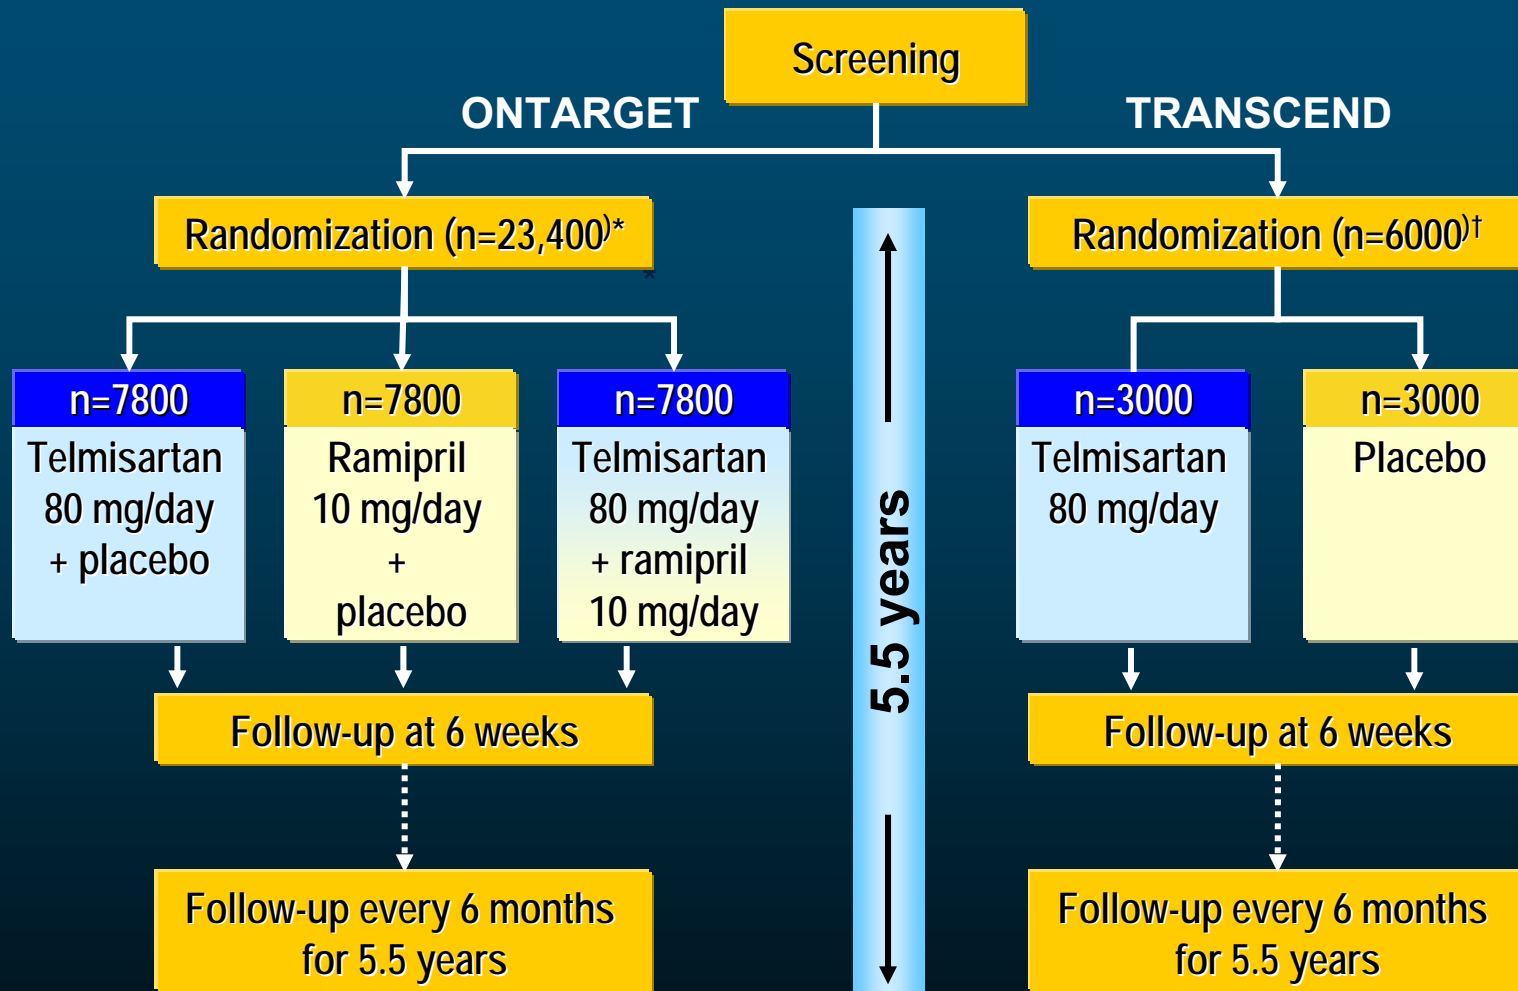 Screening
ONTARGET
TRANSCEND
Randomization (n=23,400)*
*
Randomization (n=6000)†
n=7800
Telmisartan
80 mg/day
+ placebo
n=7800
Ramipril
10 mg/day
+
placebo
n=7800
Telmisartan
80 mg/day
+ ramipril
10 mg/day
5.5 years
n=3000
Telmisartan
80 mg/day
n=3000
Placebo
Follow-up at 6 weeks
Follow-up at 6 weeks
Follow-up every 6 months
for 5.5 years
Follow-up every 6 months
for 5.5 years